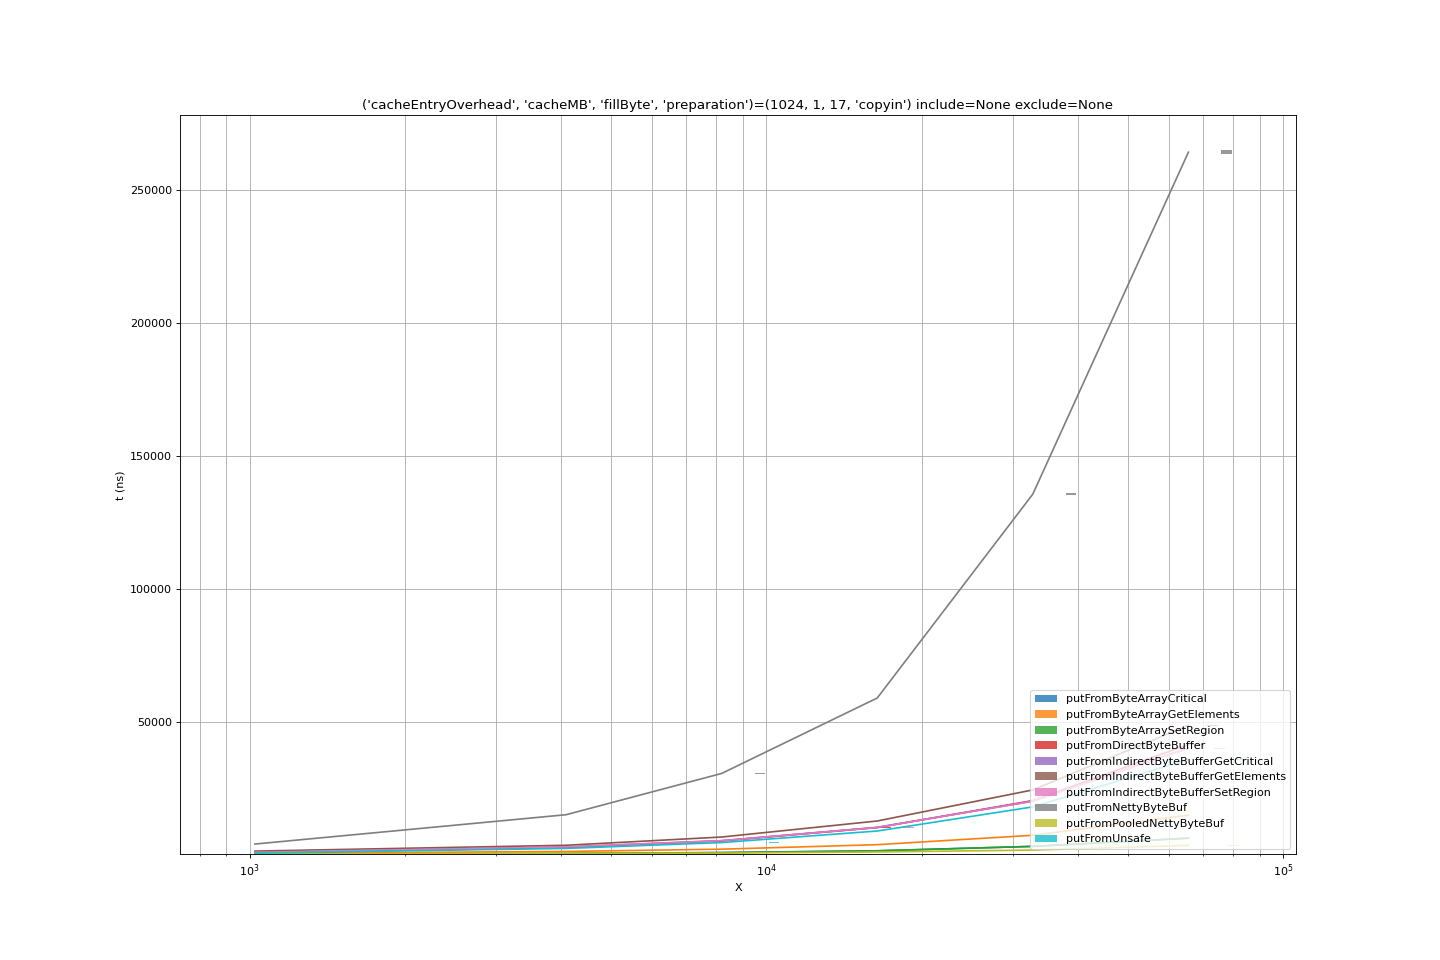 ('cacheEntryOverhead', 'cacheMB', 'fillByte', 'preparation')=(1024, 1, 17, 'copyin') include=None exclude=None
250000
200000
150000
100000
50000
t (ns)
putFromByteArrayCritical
putFromByteArrayGetElements
putFromByteArraySetRegion
putFromDirectByteBuffer
putFromIndirectByteBufferGetCritical
putFromIndirectByteBufferGetElements
putFromIndirectByteBufferSetRegion
putFromNettyByteBuf
putFromPooledNettyByteBuf
putFromUnsafe
10³ 10⁴ 10⁵
X